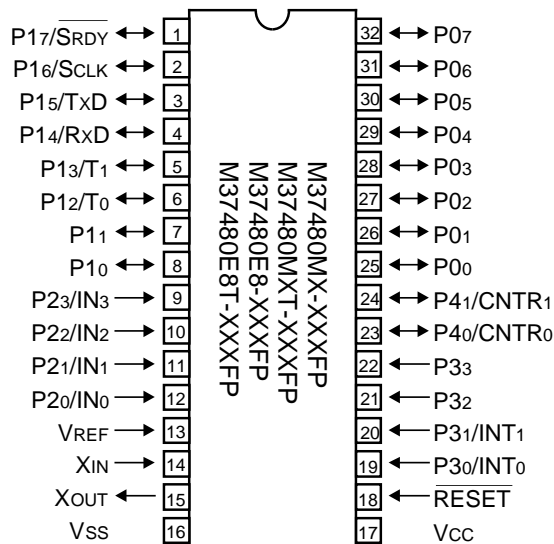 P17/SRDY 1 32 P07
P16/SCLK 2 31 P06
P15/TXD 3 30 P05
P14/RXD 4 29 P04
P13/T1 5 28 P03
P12/T0 6 27 P02
P11 7 26 P01
P10 8 25 P00
P23/IN3 9 24 P41/CNTR1
P22/IN2 10 23 P40/CNTR0
P21/IN1 11 22 P33
P20/IN0 12 21 P32
VREF 13 20 P31/INT1
XIN 14 19 P30/INT0
XOUT 15 18 RESET
VSS 16 17 VCC
M37480MX-XXXFP
M37480MXT-XXXFP
M37480E8-XXXFP
M37480E8T-XXXFP